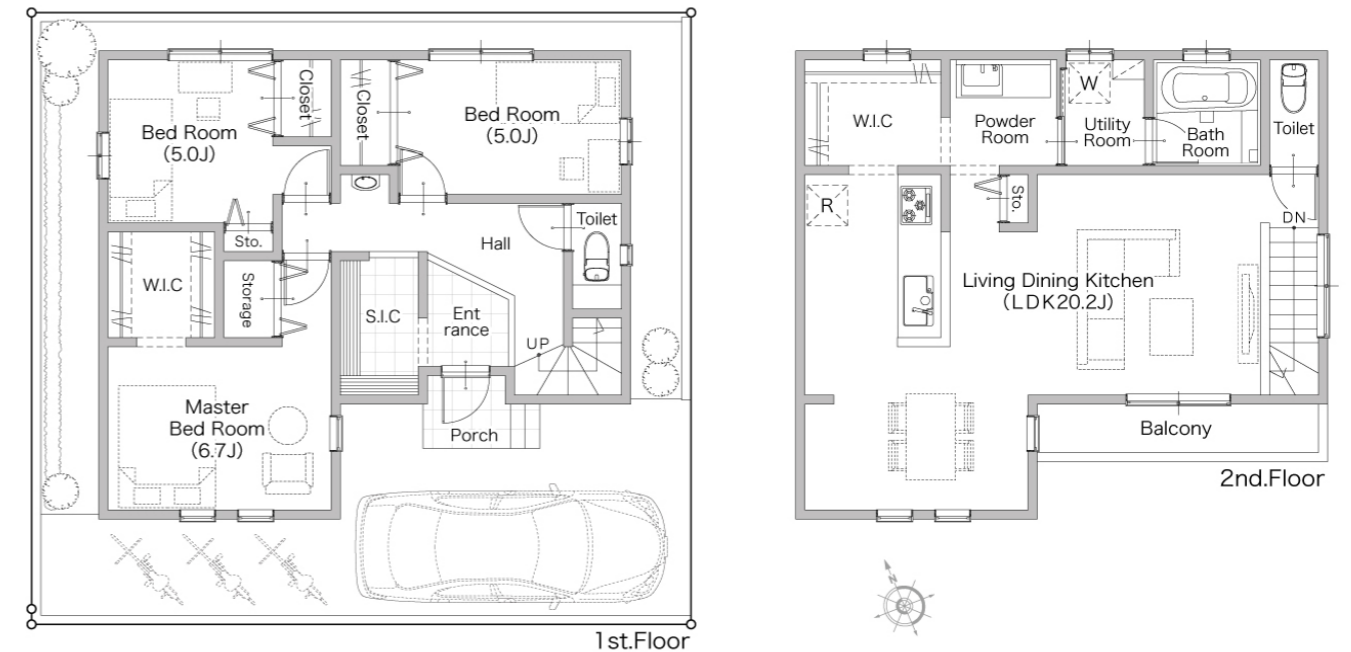 Closet
Closet
Bed Room
(5.0J)
Bed Room
(5.0J)
Sto.
Hall
Toilet
W.I.C
Storage
S.I.C
Ent
rance
UP
Master
Bed Room
(6.7J)
Porch
1st.Floor
W.I.C
Powder
Room
W
Utility
Room
Bath
Room
Toilet
R
Sto.
DN
Living Dining Kitchen
(LDK20.2J)
Balcony
2nd.Floor
N